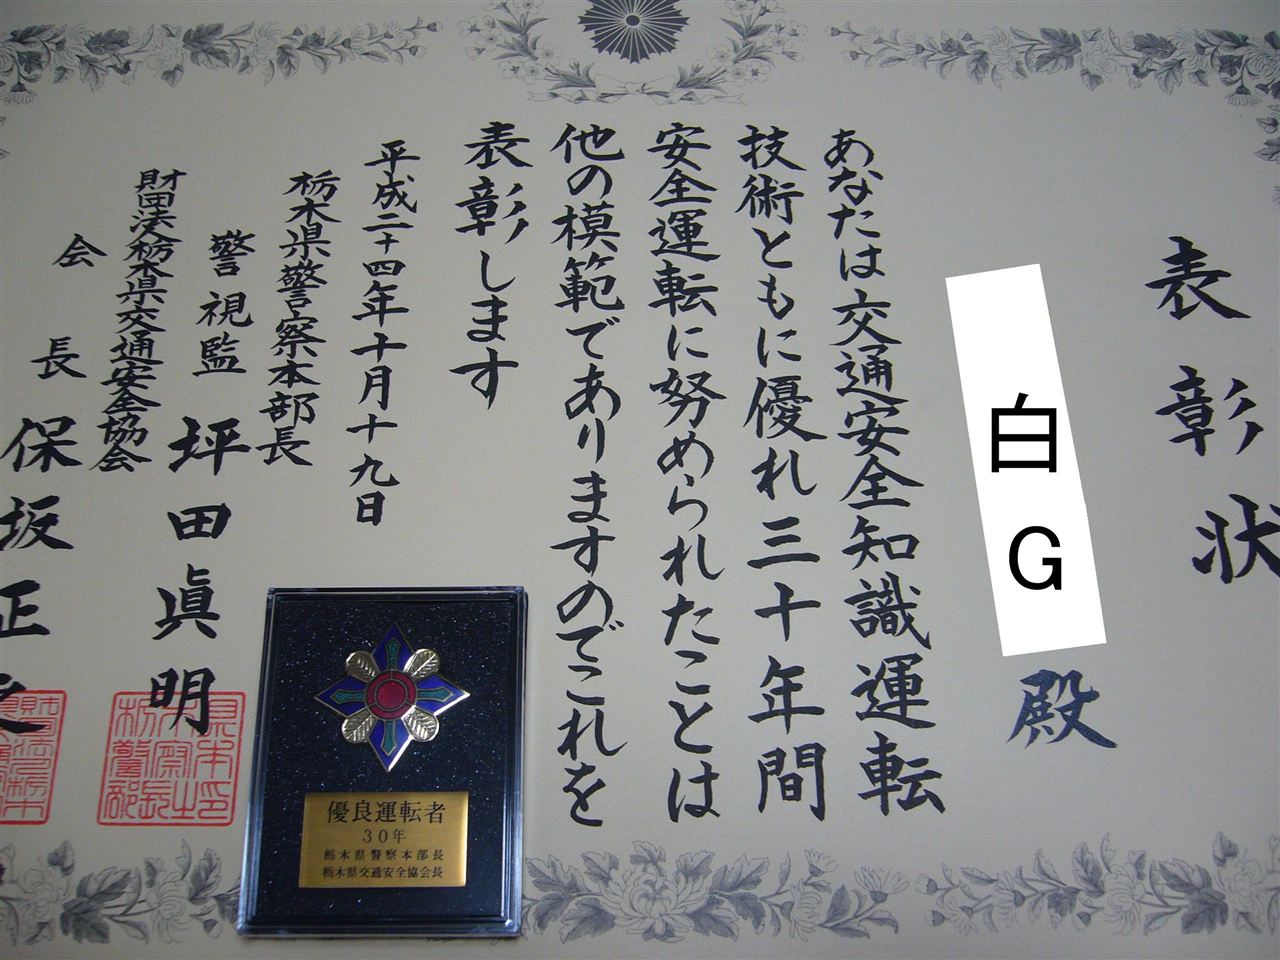 表彰状
白G
殿
あなたは交通安全知識運転
技術ともに優れ三十年間
安全運転に努められたことは
他の模範でありますのでこれを
表彰します
平成二十四年十月十九日
栃木県警察本部長
警視監 坪田眞明
財団法人栃木県交通安全協会
会長 保坂正
優良運転者
30年
栃木県警察本部長
栃木県交通安全協会長